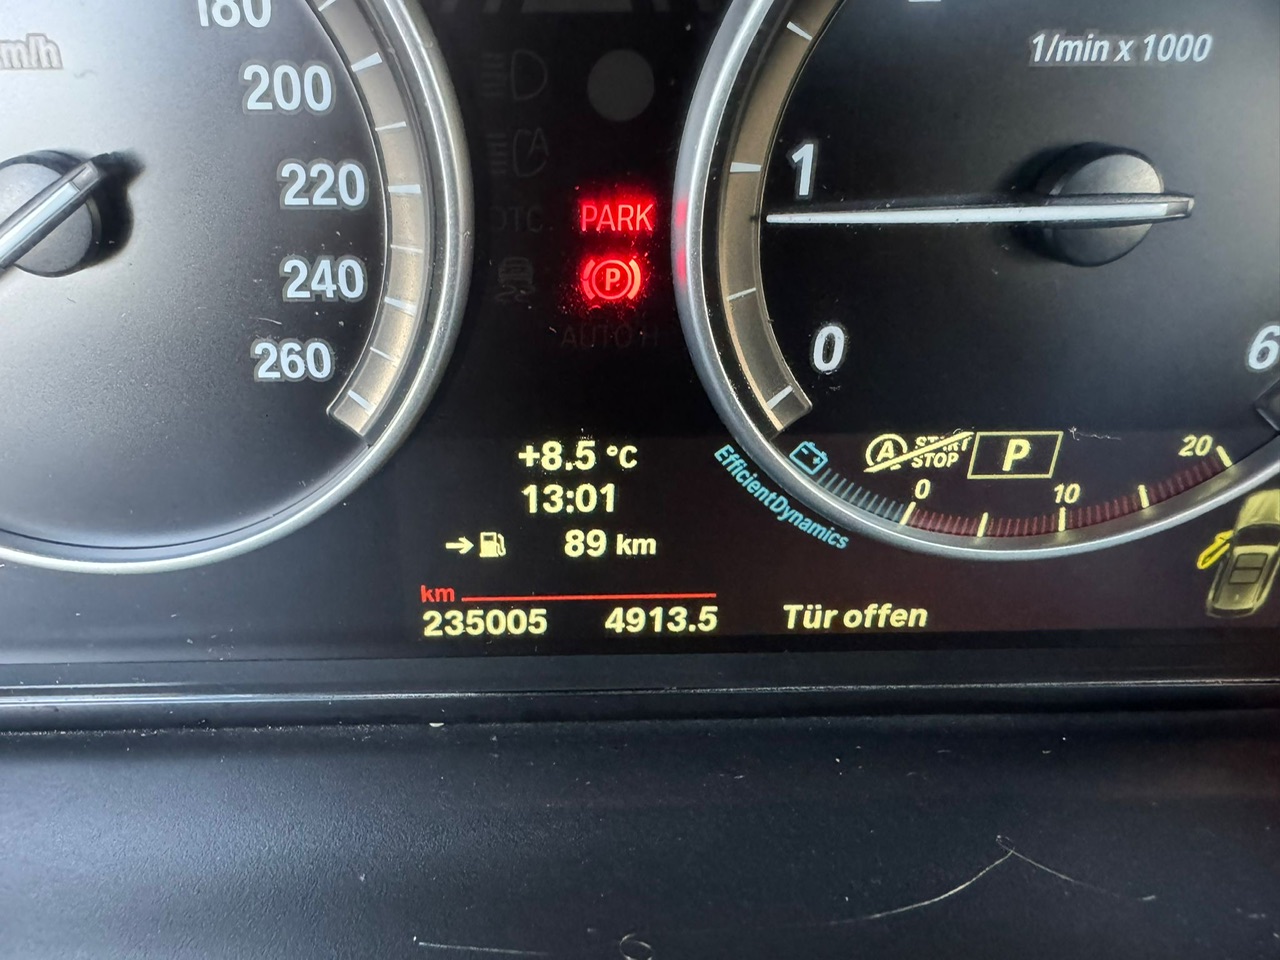 180
km/h
200
220
240
260
PARK
P
AUTO H
1/min x 1000
1
0
6
+8.5 °C
13:01
89 km
km
235005 4913.5
EfficientDynamics
A START STOP
P
0 10 20
Tür offen